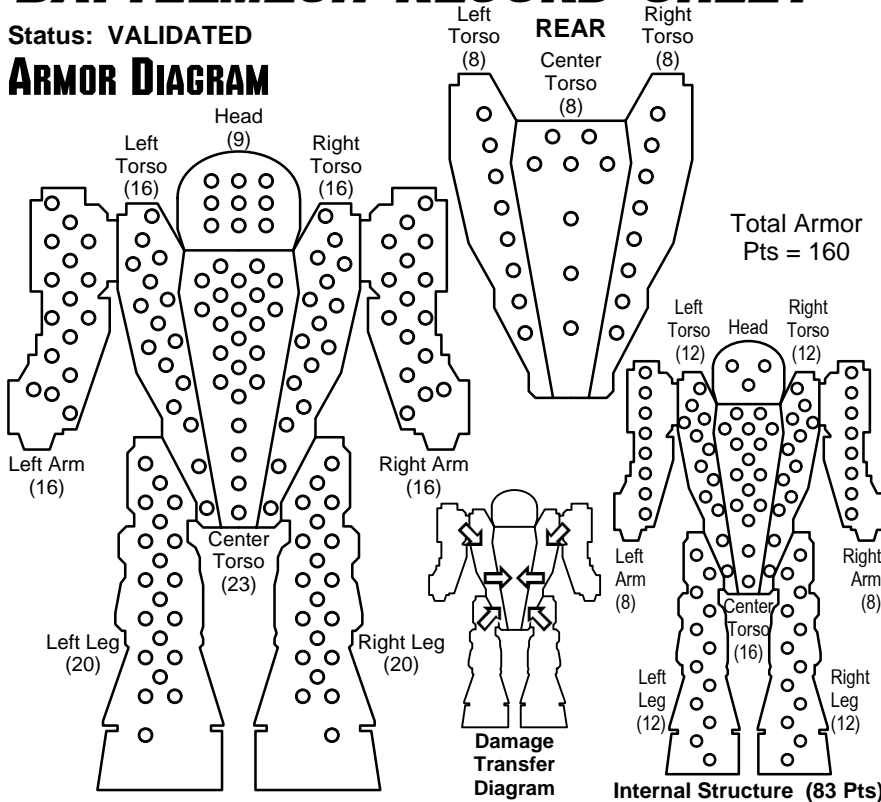 BATTLEMECH RECORD SHEET
Status: VALIDATED
ARMOR DIAGRAM
Head
(9)
Left
Torso
(16)
Right
Torso
(16)
Left Arm
(16)
Right Arm
(16)
Center
Torso
(23)
Left Leg
(20)
Right Leg
(20)
REAR
Left
Torso
(8)
Center
Torso
(8)
Right
Torso
(8)
Total Armor
Pts = 160
Damage
Transfer
Diagram
Left
Torso
(12)
Head
Right
Torso
(12)
Left
Arm
(8)
Right
Arm
(8)
Center
Torso
(16)
Left
Leg
(12)
Right
Leg
(12)
Internal Structure (83 Pts)